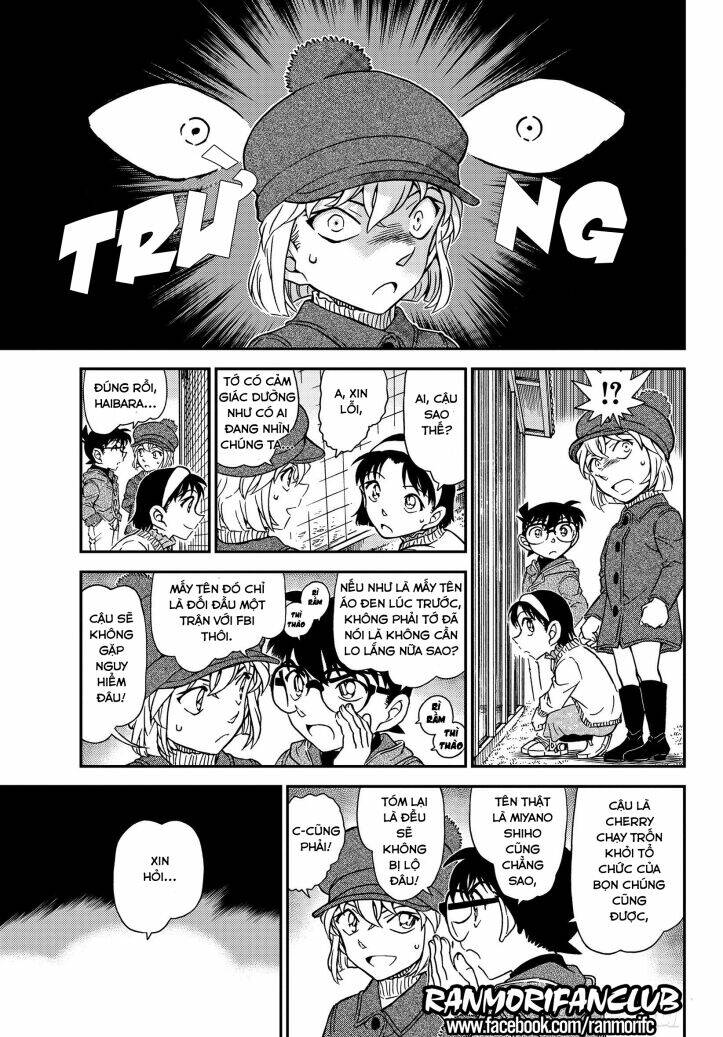 TRỪ NG
!?
AI, CẬU
SAO
THẾ?
A, XIN
LỖI,
TỚ CÓ CẢM
GIÁC DƯỜNG
NHƯ CÓ AI
ĐANG NHÌN
CHÚNG TA...
ĐÚNG RỒI,
HAIBARA...
NẾU NHƯ LÀ MẤY TÊN
ÁO ĐEN LÚC TRƯỚC,
KHÔNG PHẢI TỚ ĐÃ
NÓI LÀ KHÔNG CẦN
LO LẮNG NỮA SAO?
RÌ
RẦM
THÌ
THÀO
RÌ
RẦM
THÌ
THÀO
MẤY TÊN ĐÓ CHỈ
LÀ ĐỐI ĐẦU MỘT
TRẬN VỚI FBI
THÔI.
CẬU SẼ
KHÔNG
GẶP
NGUY
HIỂM
ĐÂU!
CẬU LÀ
CHERRY
CHẠY TRỐN
KHỎI TỔ
CHỨC CỦA
BỌN CHÚNG
CŨNG
ĐƯỢC,
TÊN THẬT
LÀ MIYANO
SHIHO
CŨNG
CHẲNG
SAO,
TÓM LẠI
LÀ ĐỀU
SẼ
KHÔNG
BỊ LỘ
ĐÂU!
C-CŨNG
PHẢI!
XIN
HỎI...
RANMORIFANCLUB
www.facebook.com/ranmorifc